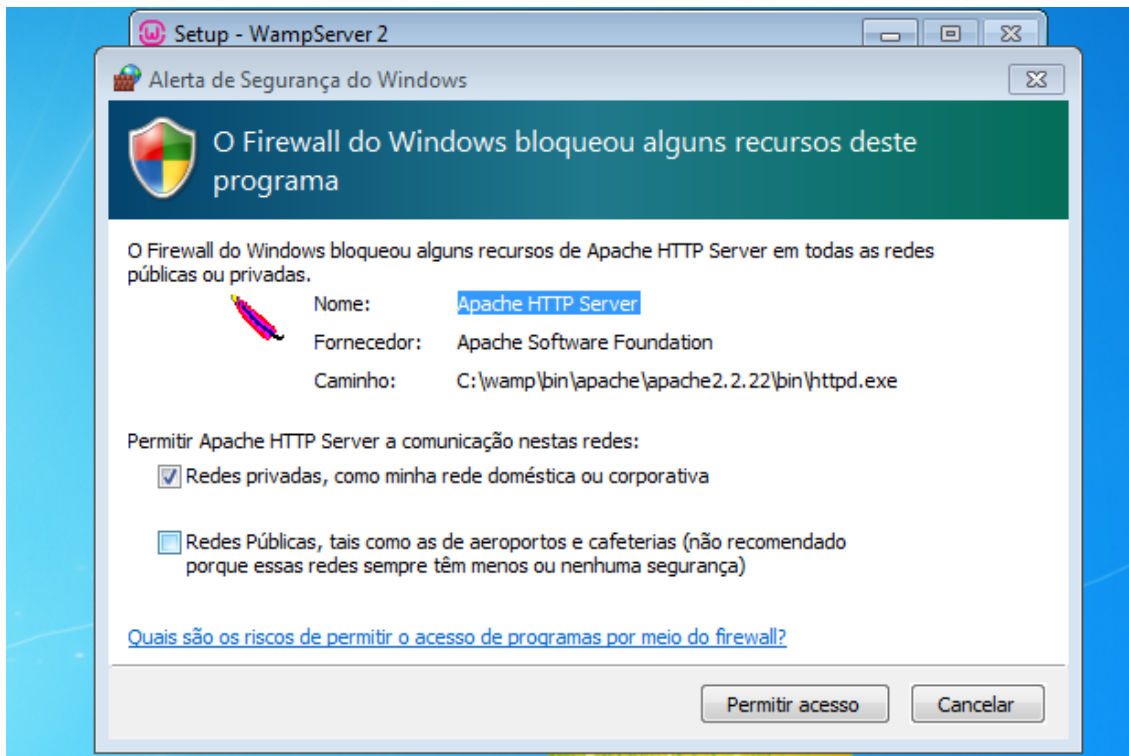 Setup - WampServer 2
Alerta de Segurança do Windows
O Firewall do Windows bloqueou alguns recursos deste
programa
O Firewall do Windows bloqueou alguns recursos de Apache HTTP Server em todas as redes
públicas ou privadas.
Nome: Apache HTTP Server
Fornecedor: Apache Software Foundation
Caminho: C:\wamp\bin\apache\apache2.2.22\bin\httpd.exe
Permitir Apache HTTP Server a comunicação nestas redes:
Redes privadas, como minha rede doméstica ou corporativa
Redes Públicas, tais como as de aeroportos e cafeterias (não recomendado
porque essas redes sempre têm menos ou nenhuma segurança)
Quais são os riscos de permitir o acesso de programas por meio do firewall?
Permitir acesso Cancelar